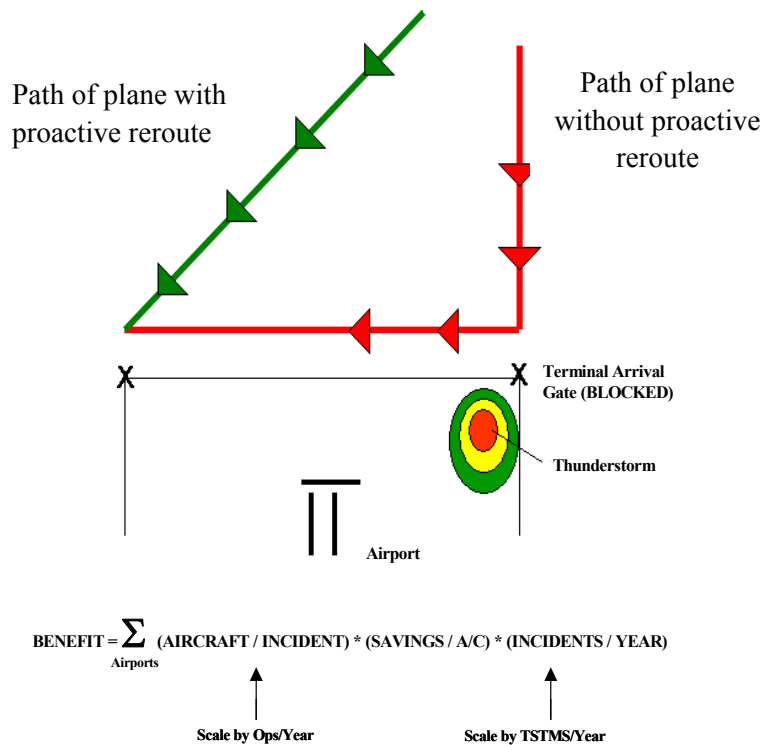 Path of plane with
proactive reroute
Path of plane
without proactive
reroute
X
X
Terminal Arrival
Gate (BLOCKED)
Thunderstorm
Airport
BENEFIT = Σ (AIRCRAFT / INCIDENT) * (SAVINGS / A/C) * (INCIDENTS / YEAR)
Airports
Scale by Ops/Year
Scale by TSTMS/Year